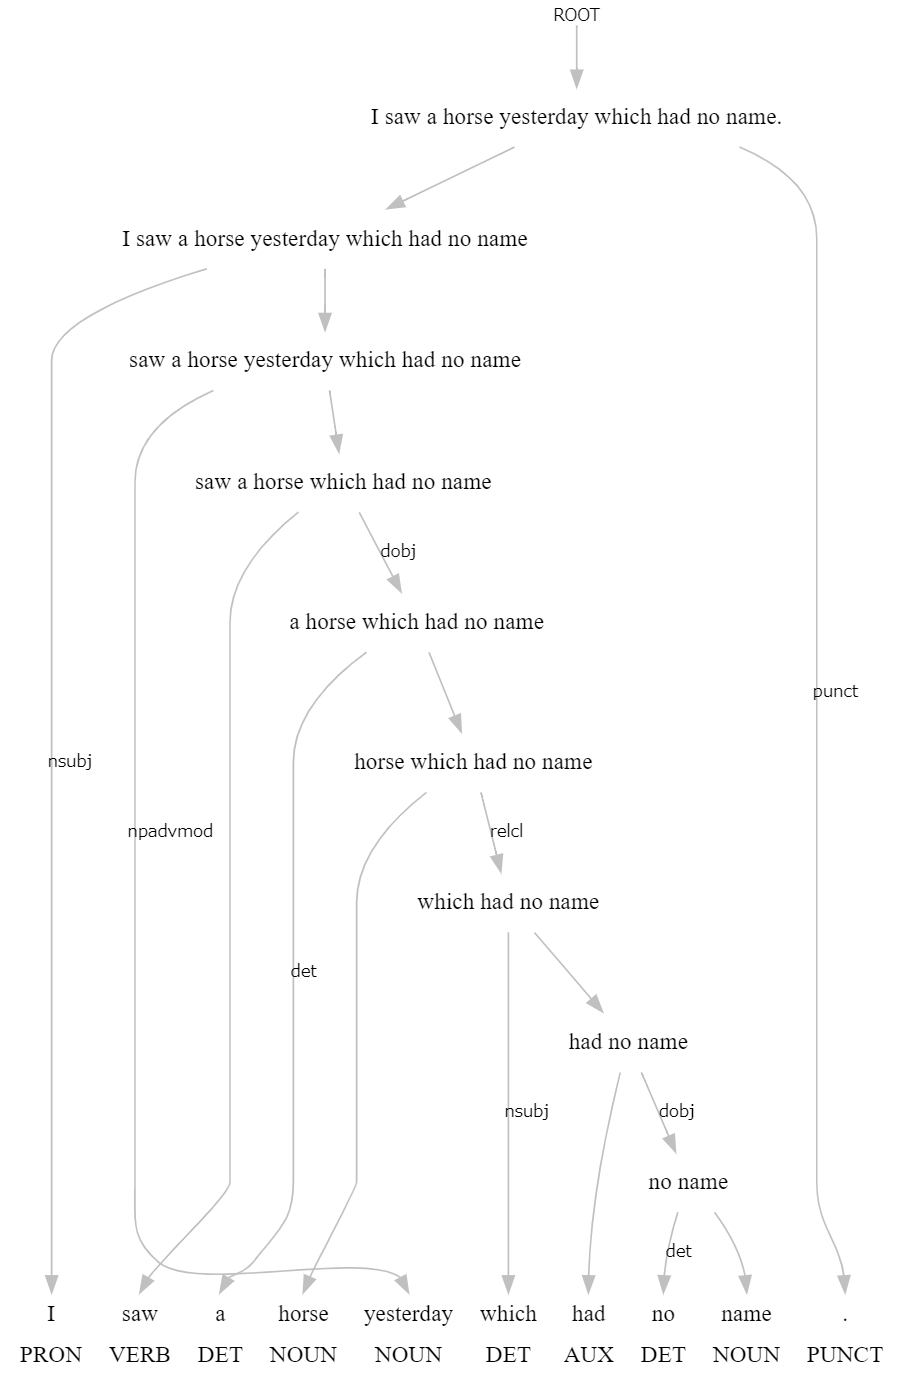 ROOT
I saw a horse yesterday which had no name.
I saw a horse yesterday which had no name
saw a horse yesterday which had no name
saw a horse which had no name
dobj
a horse which had no name
punct
nsubj
horse which had no name
npadvmod
relcl
which had no name
det
had no name
nsubj
dobj
no name
det
I saw a horse yesterday which had no name .
PRON VERB DET NOUN NOUN DET AUX DET NOUN PUNCT